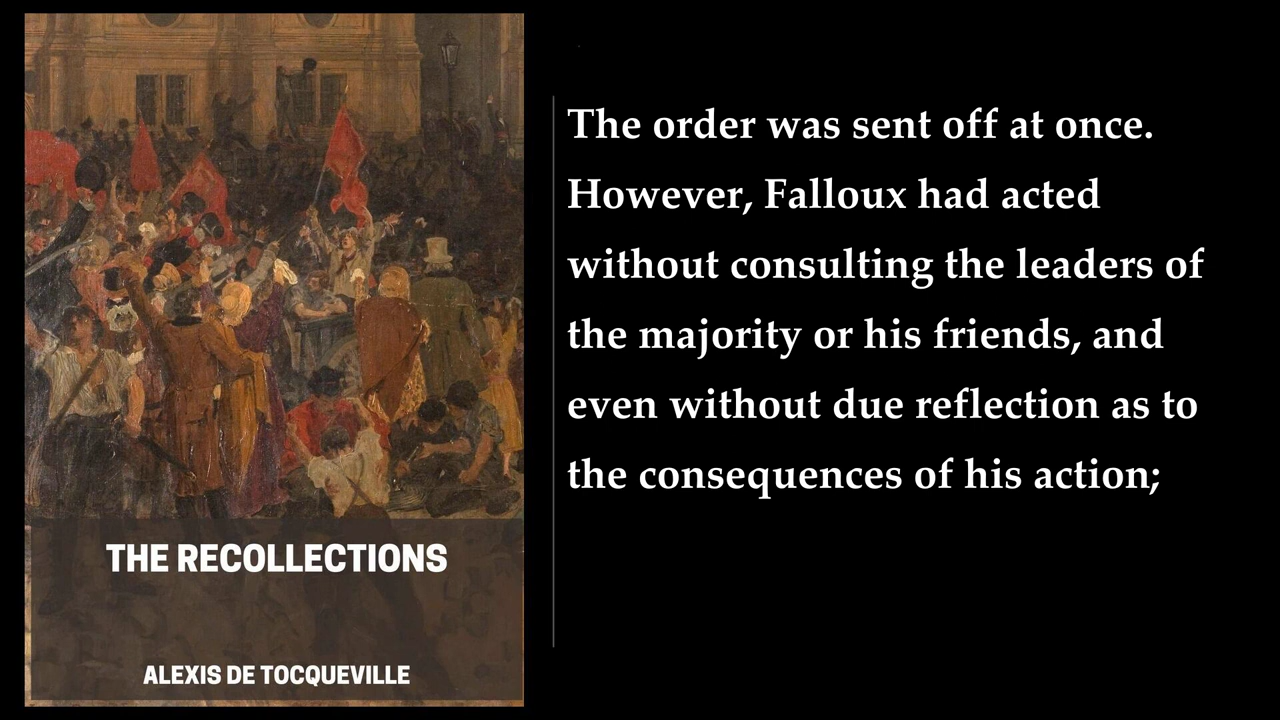 THE RECOLLECTIONS
ALEXIS DE TOCQUEVILLE
The order was sent off at once.
However, Falloux had acted
without consulting the leaders of
the majority or his friends, and
even without due reflection as to
the consequences of his action;